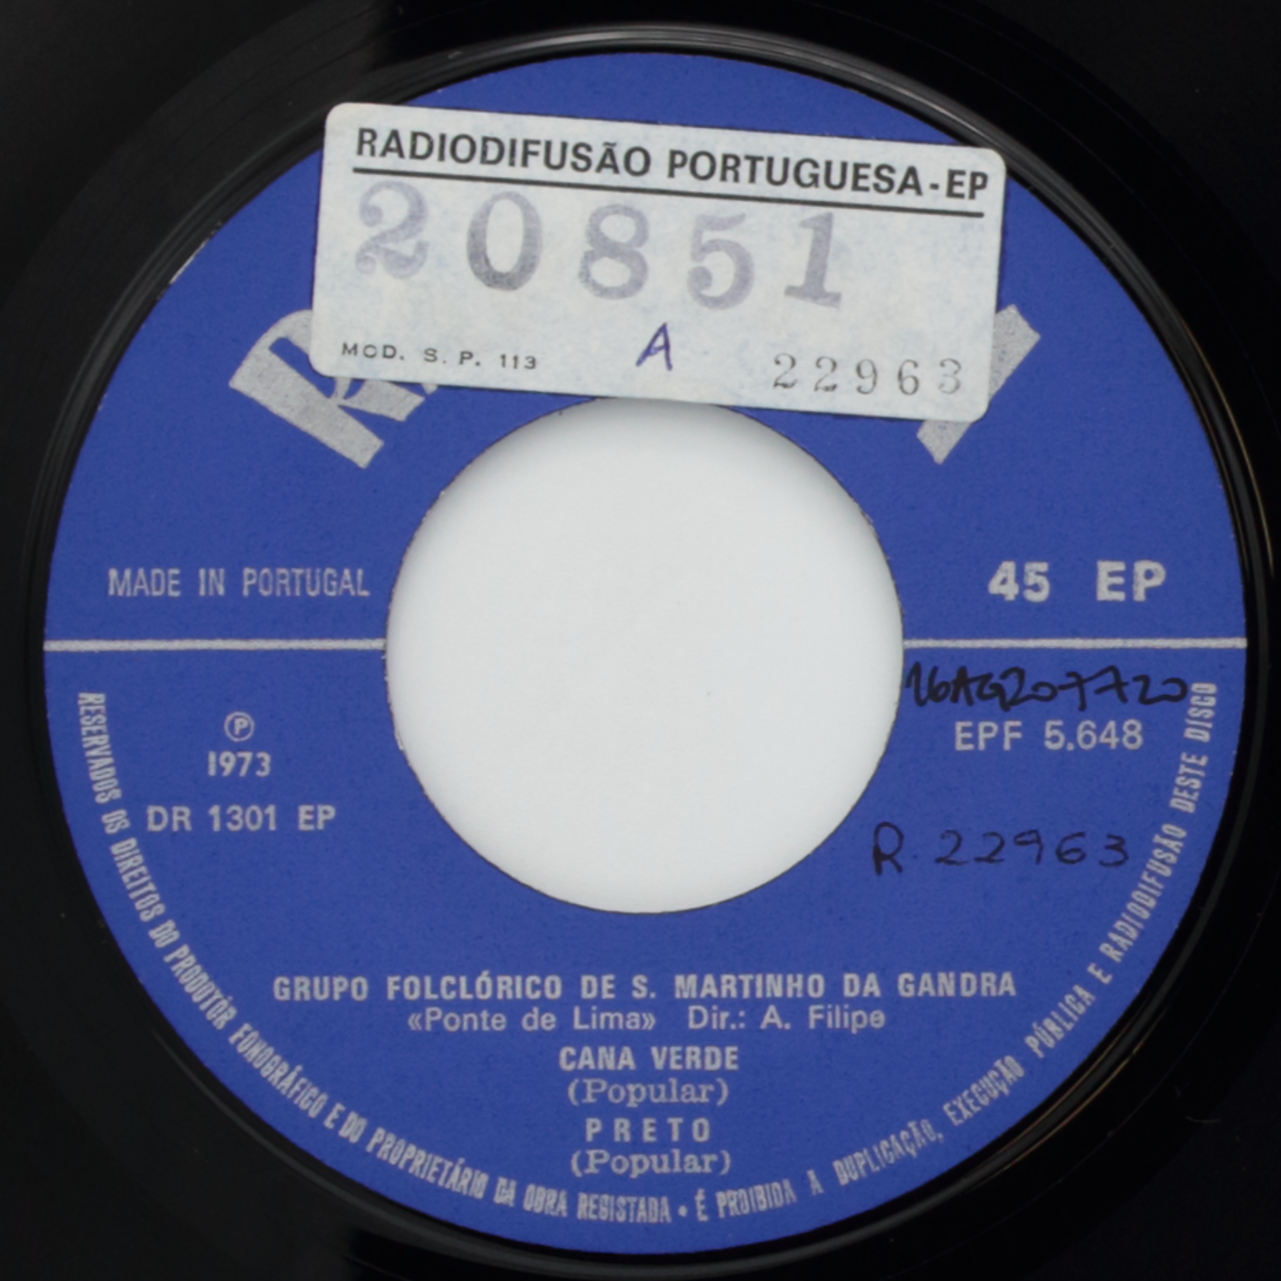 RADIODIFUSÃO PORTUGUESA-EP
20851
MOD. S. P. 113 A 22963
MADE IN PORTUGAL
45 EP
Ⓟ
1973
DR 1301 EP
EPF 5.648
R. 22963
GRUPO FOLCLÓRICO DE S. MARTINHO DA GANDRA
«Ponte de Lima» Dir.: A. Filipe
CANA VERDE
(Popular)
PRETO
(Popular)
RESERVADOS OS DIREITOS DO PRODUTOR FONOGRÁFICO E DO PROPRIETÁRIO DA OBRA REGISTADA • É PROIBIDA A DUPLICAÇÃO, EXECUÇÃO PÚBLICA E RADIODIFUSÃO DESTE DISCO